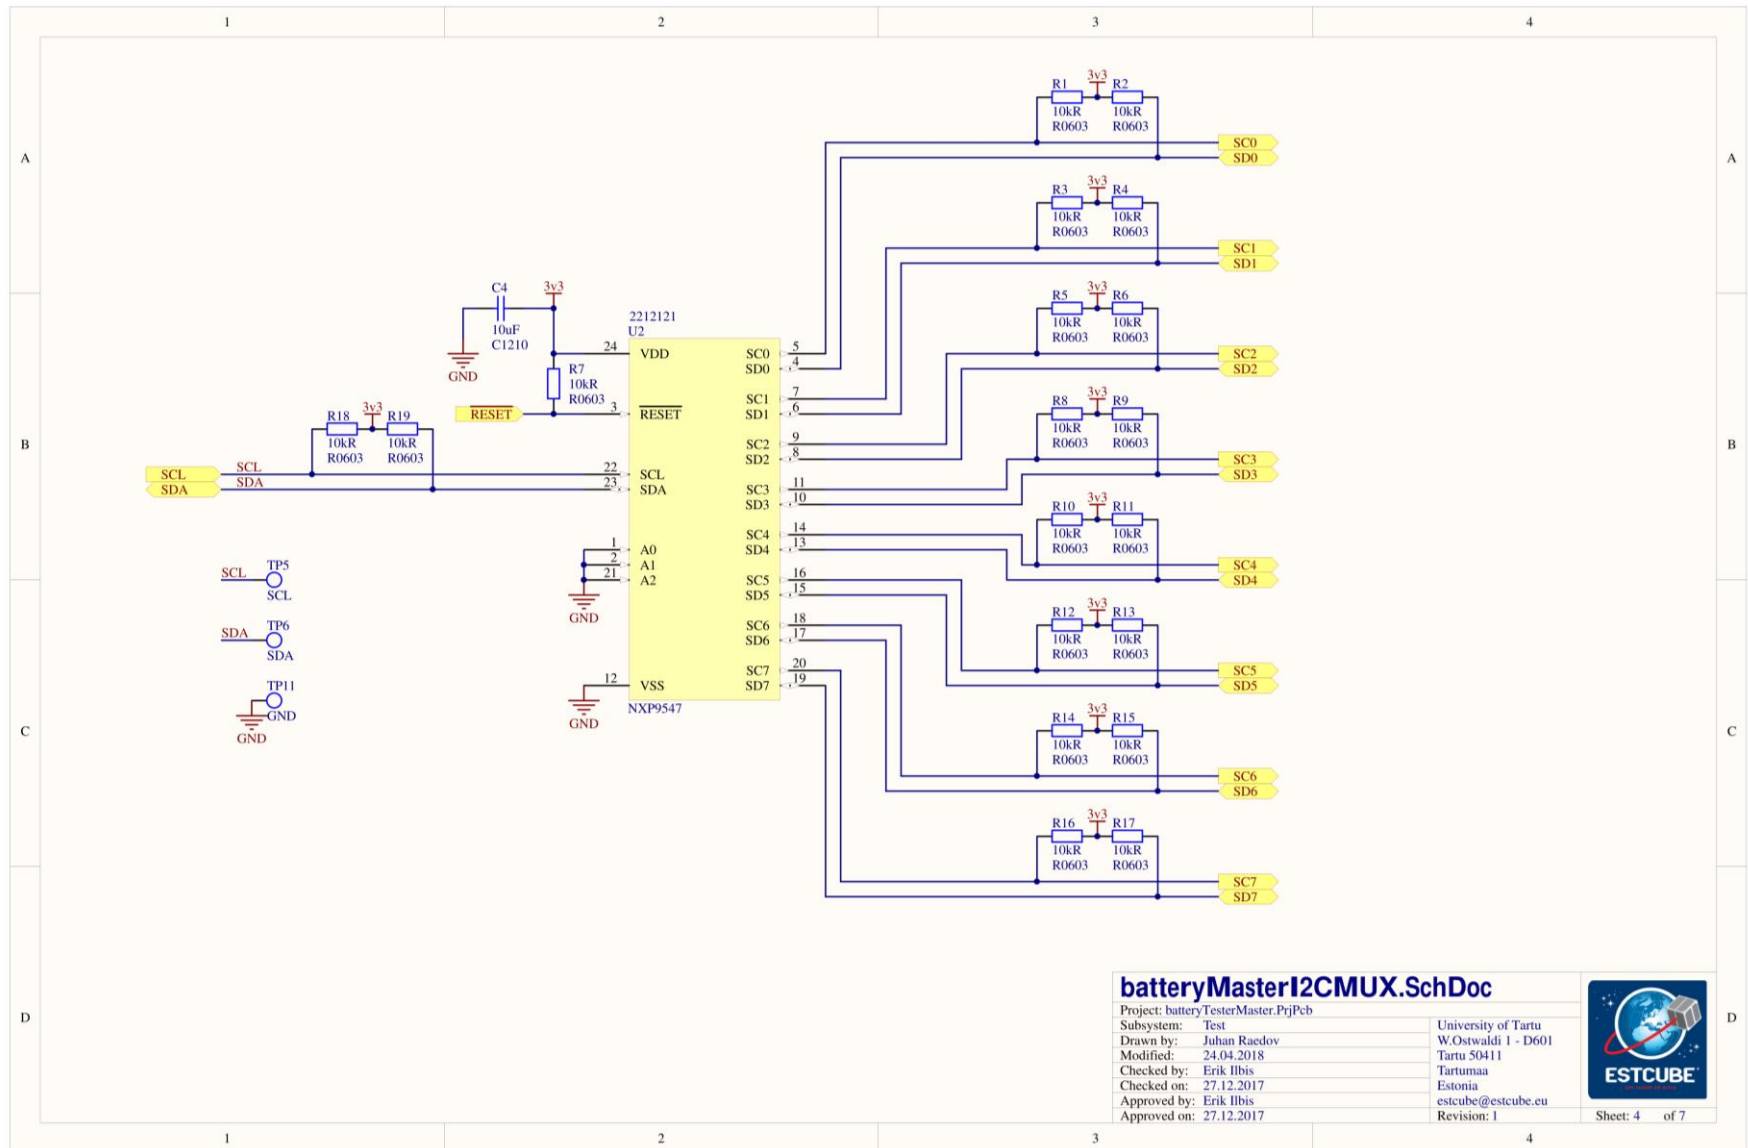 1 2 3 4
A A
B B
C C
D D
1 2 3 4
3v3
R1 R2
10kR 10kR
R0603 R0603
SC0
SD0
3v3
R3 R4
10kR 10kR
R0603 R0603
SC1
SD1
3v3
R5 R6
10kR 10kR
R0603 R0603
SC2
SD2
3v3
R8 R9
10kR 10kR
R0603 R0603
SC3
SD3
3v3
R10 R11
10kR 10kR
R0603 R0603
SC4
SD4
3v3
R12 R13
10kR 10kR
R0603 R0603
SC5
SD5
3v3
R14 R15
10kR 10kR
R0603 R0603
SC6
SD6
3v3
R16 R17
10kR 10kR
R0603 R0603
SC7
SD7
C4 3v3
10uF
C1210
GND
R7
10kR
R0603
RESET
3v3
R18 R19
10kR 10kR
R0603 R0603
SCL SCL
SDA SDA
2212121
U2
24 VDD SC0 5
SD0 4
SC1 7
3 RESET SD1 6
SC2 9
SD2 8
22 SCL
23 SDA SC3 11
SD3 10
SC4 14
1 A0 SD4 13
2 A1
21 A2 SC5 16
SD5 15
GND
SC6 18
SD6 17
SC7 20
12 VSS SD7 19
GND
NXP9547
SCL TP5
SCL
SDA TP6
SDA
TP11
GND
GND
batteryMasterI2CMUX.SchDoc
Project: batteryTesterMaster.PrjPcb
Subsystem: Test University of Tartu
Drawn by: Juhan Raedov W.Ostwaldi 1 - D601
Modified: 24.04.2018 Tartu 50411
Checked by: Erik Ilbis Tartumaa
Checked on: 27.12.2017 Estonia
Approved by: Erik Ilbis estcube@estcube.eu
Approved on: 27.12.2017 Revision: 1 Sheet: 4 of 7
ESTCUBE